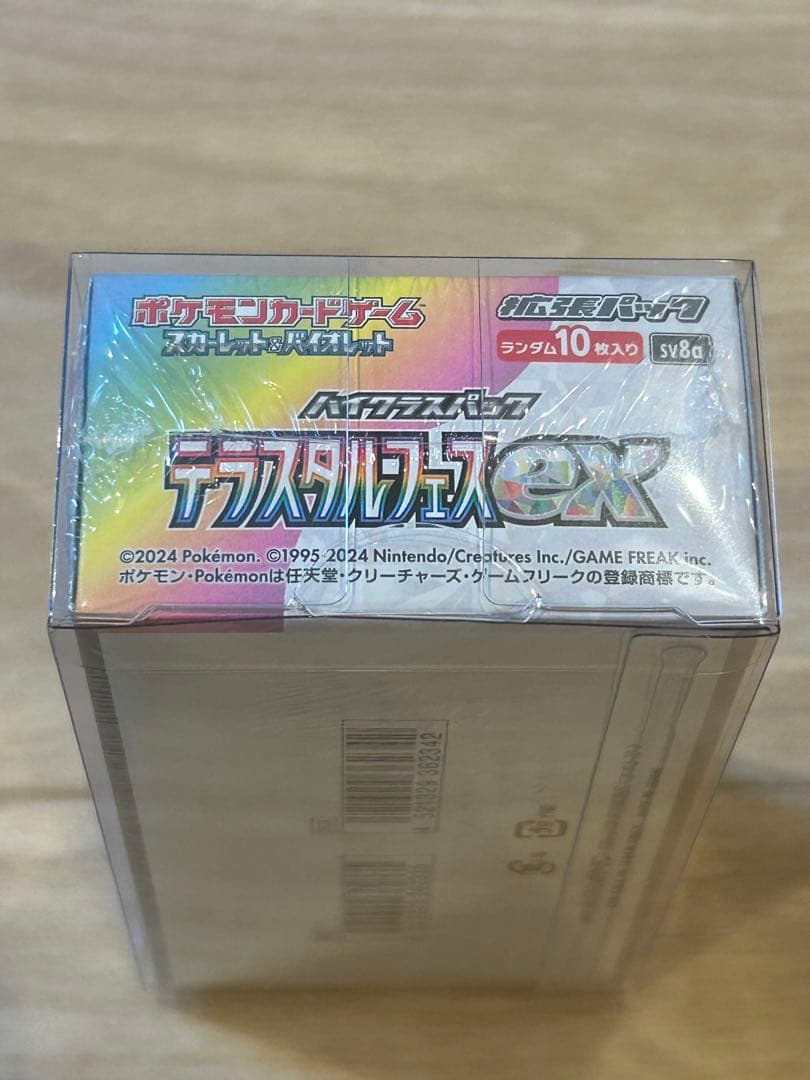 ポケモンカードゲーム
スカーレット&バイオレット
拡張パック
ランダム10枚入り
sv8a
ハイクラスパック
テラスタルフェスex
©2024 Pokémon. ©1995-2024 Nintendo/Creatures Inc./GAME FREAK inc.
ポケモン・Pokémonは任天堂・クリーチャーズ・ゲームフリークの登録商標です。
4 521329 362342